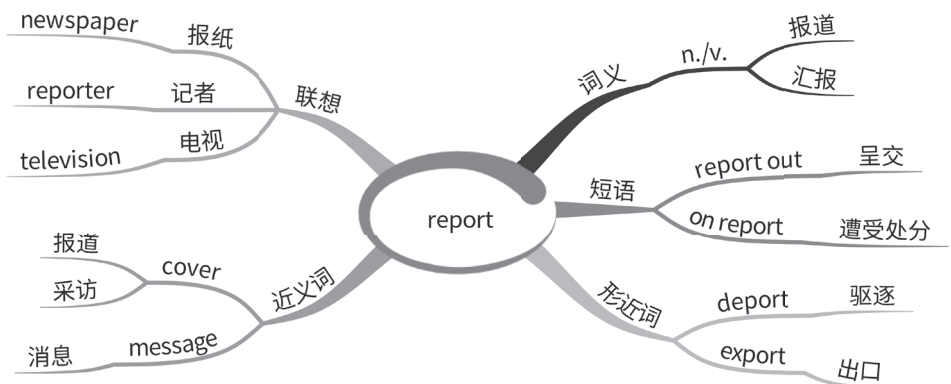 report
词义
n./v.
报道
汇报
短语
report out
呈交
on report
遭受处分
形近词
deport
驱逐
export
出口
近义词
cover
报道
采访
message
消息
联想
报纸
newspaper
记者
reporter
电视
television